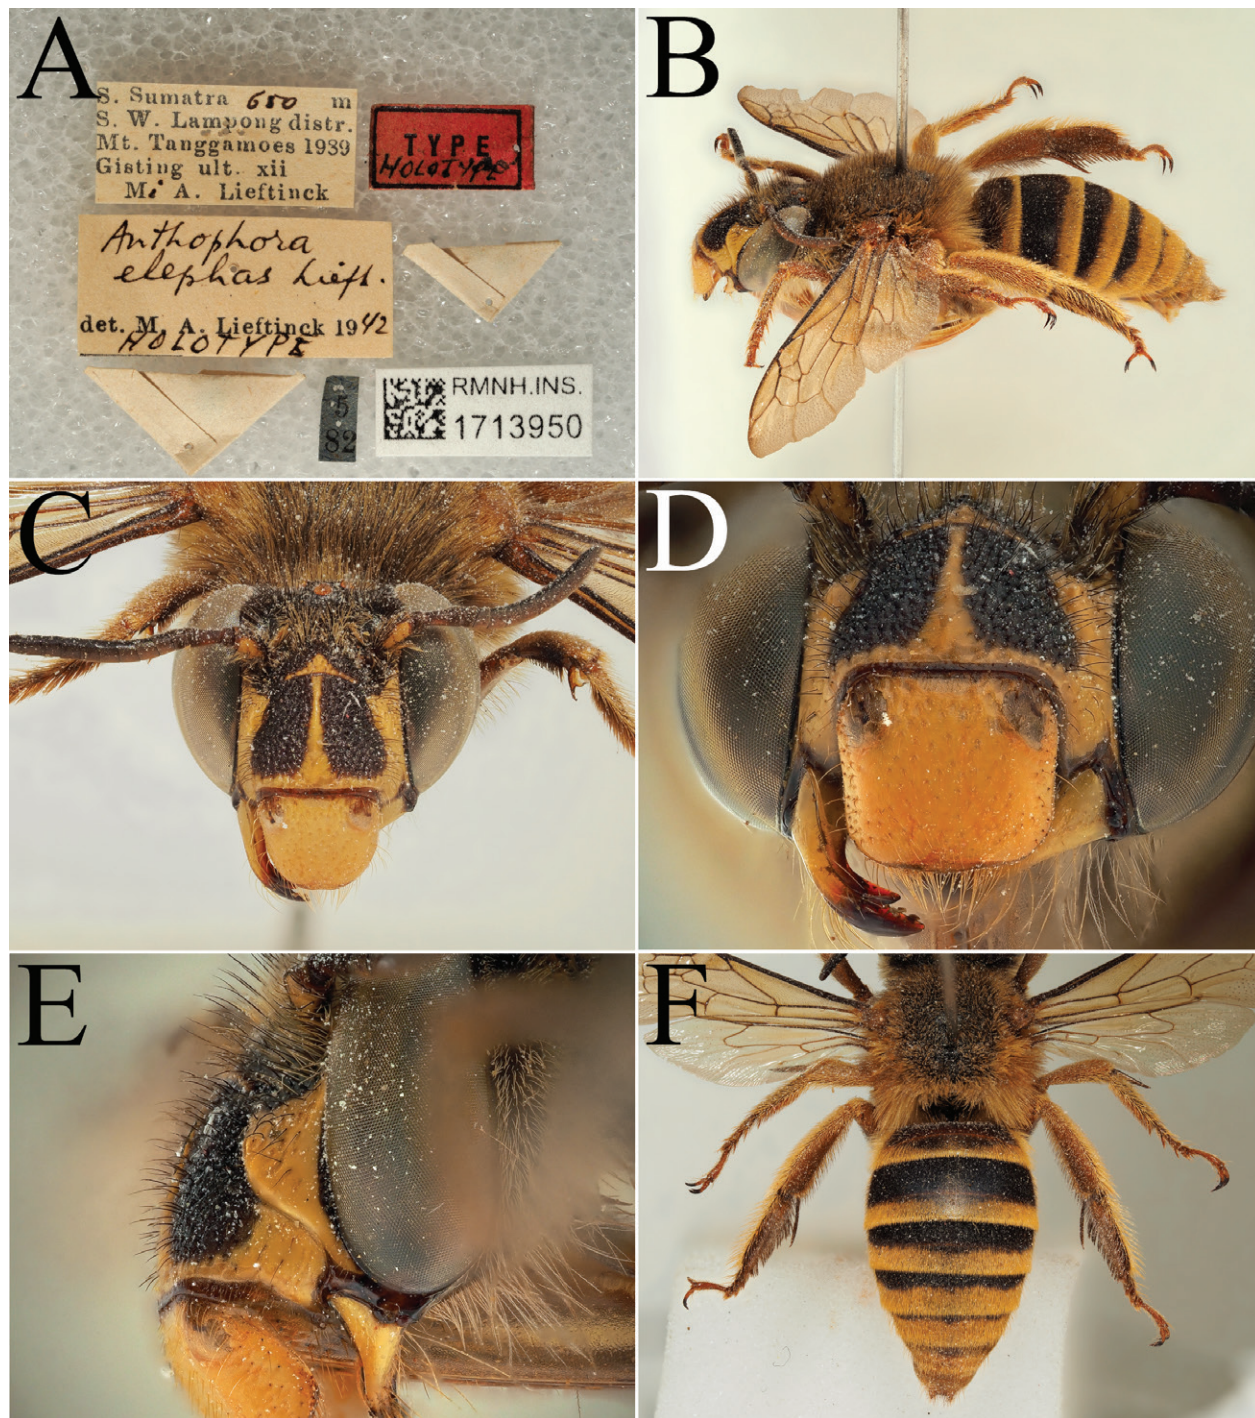 A
S. Sumatra 680 m
S. W. Lampong distr.
Mt. Tanggamoes 1939
Gisting ult. xii
M. A. Lieftinck
TYPE
HOLOTYPE
Anthophora
elephas Lieft.
det. M. A. Lieftinck 1942
HOLOTYPE
5
82
RMNH.INS.
1713950
B
C
D
E
F